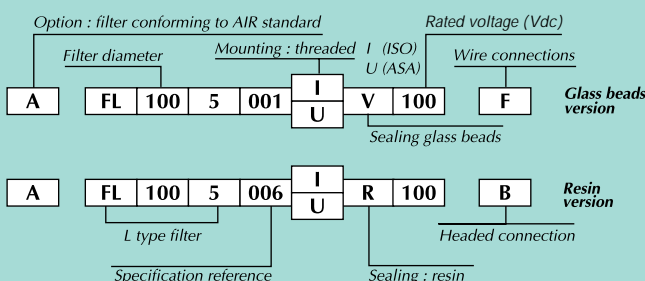 Option : filter conforming to AIR standard
Filter diameter
Mounting : threaded
I (ISO)
U (ASA)
Rated voltage (Vdc)
Wire connections
A FL 100 5 001 I U V 100 F
Glass beads version
Sealing glass beads
A FL 100 5 006 I U R 100 B
Resin version
L type filter
Headed connection
Specification reference
Sealing : resin